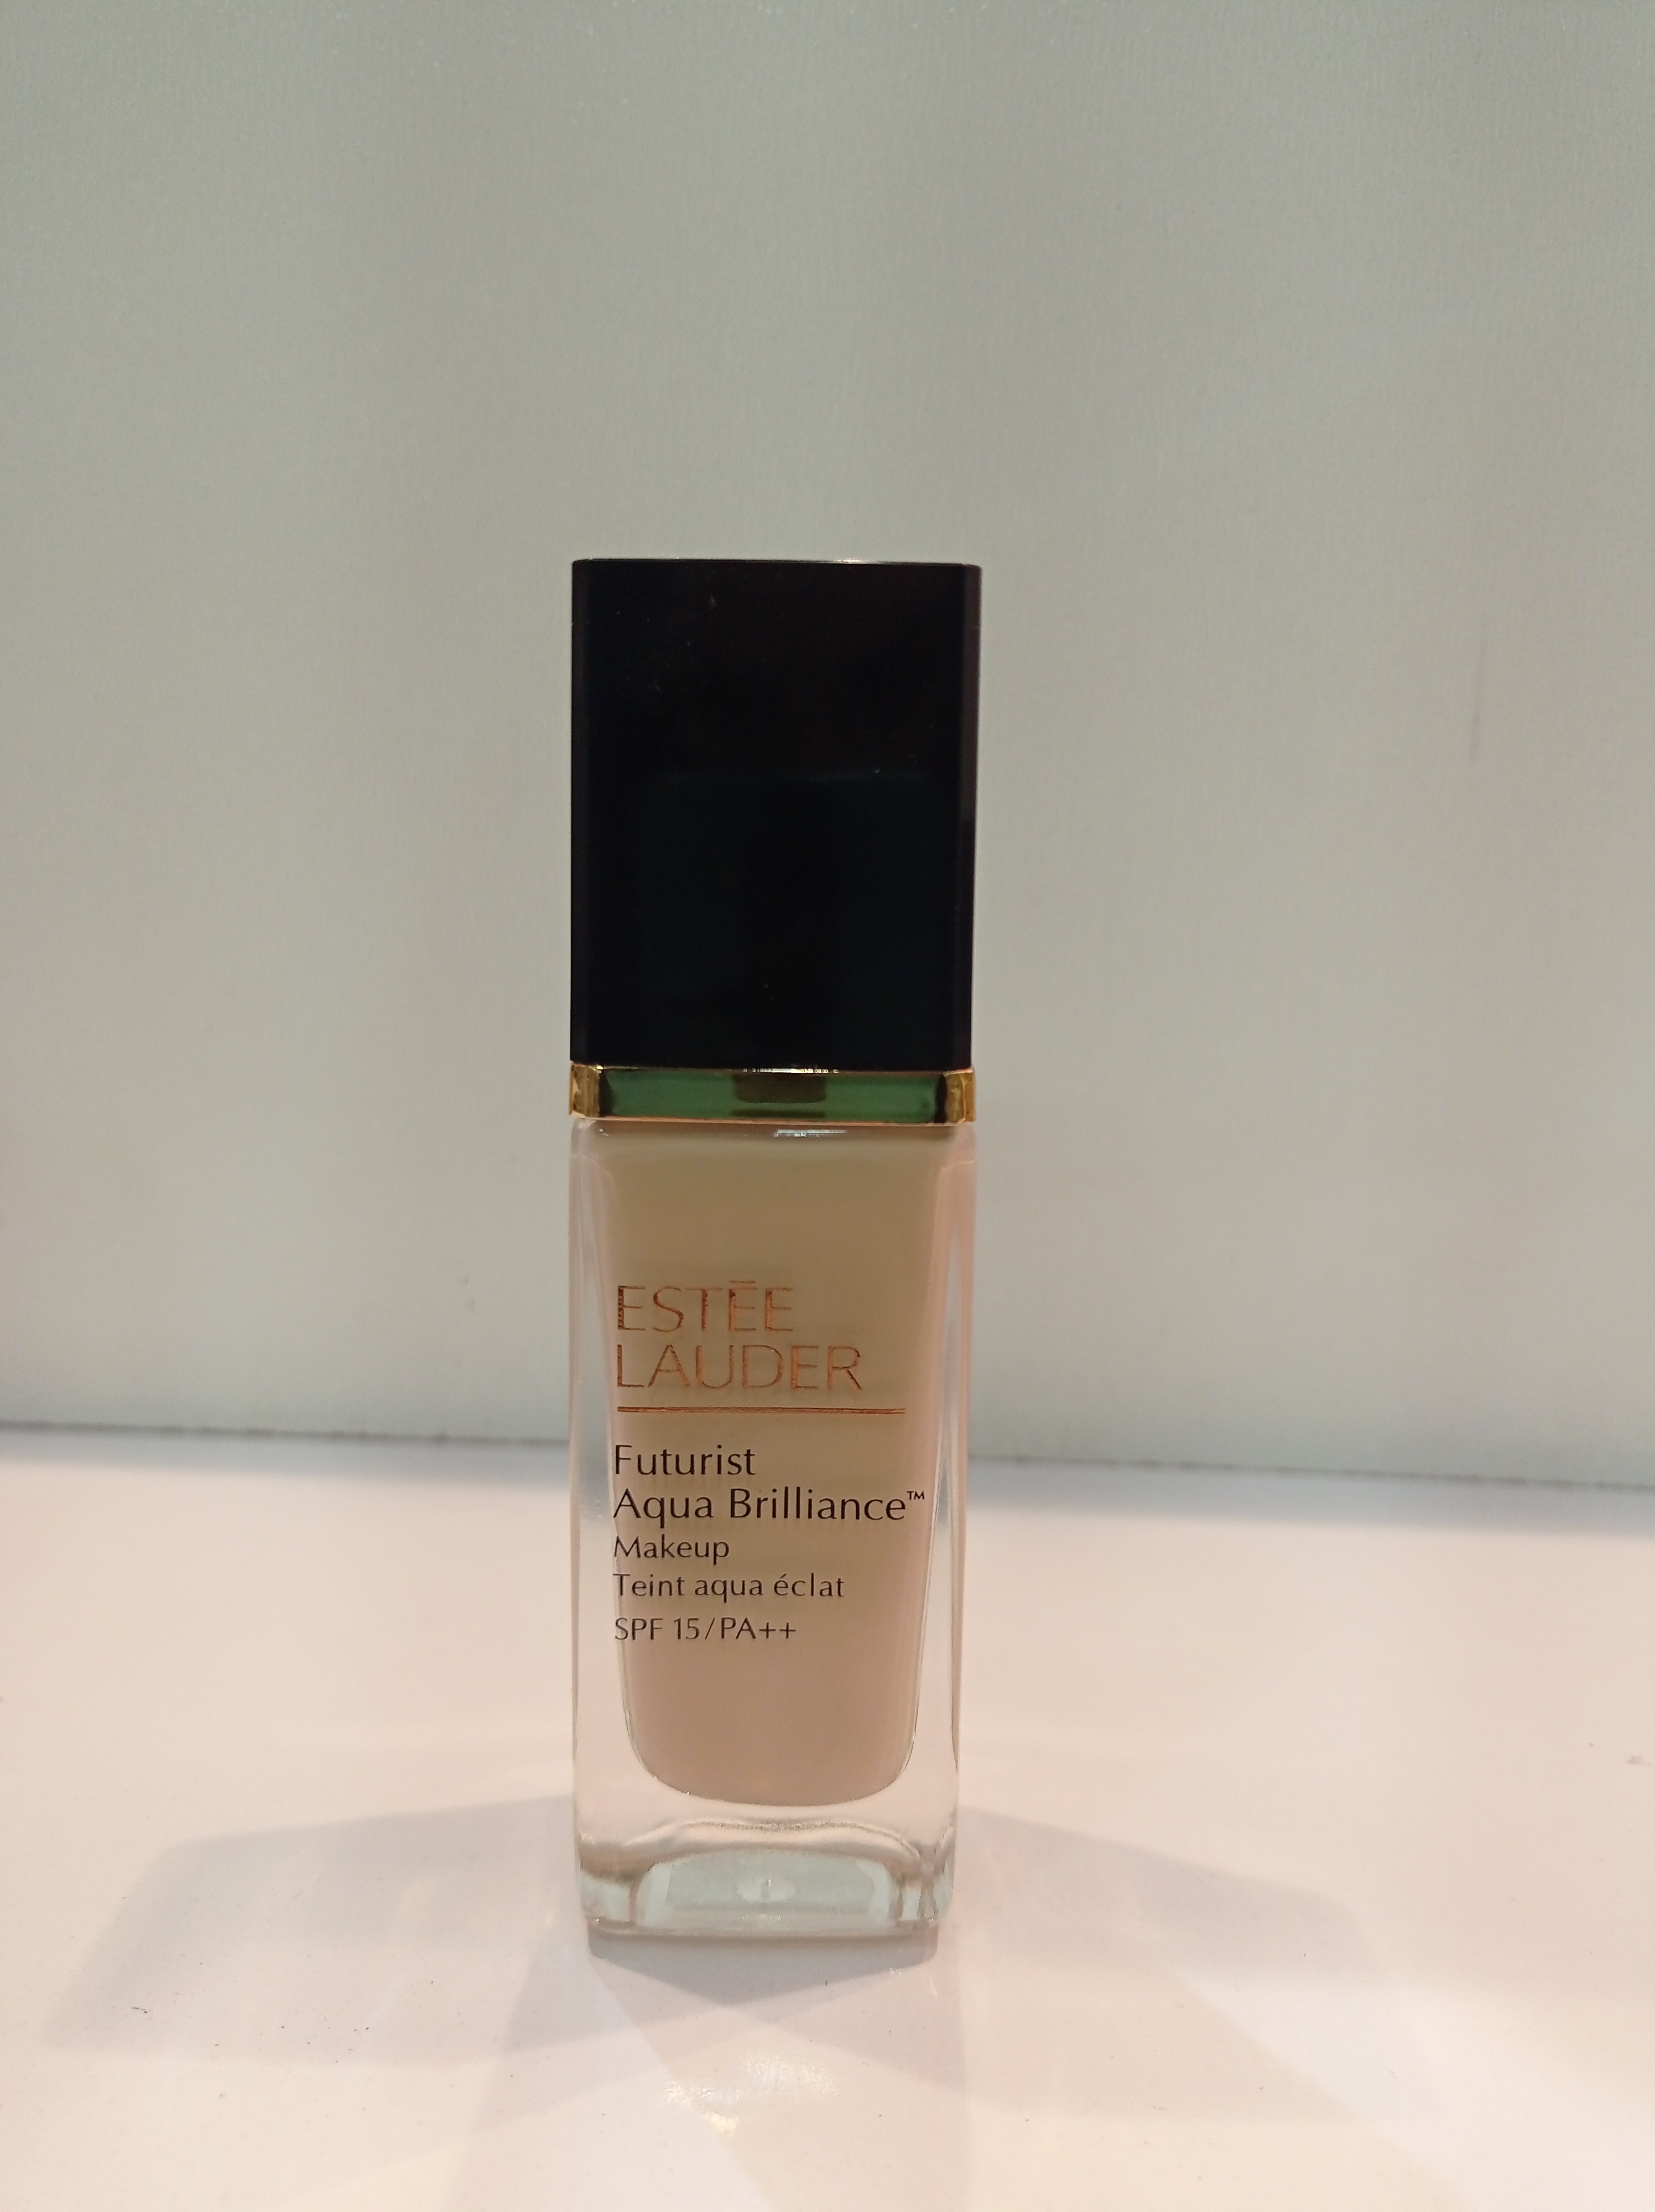 ESTĒE
LAUDER
Futurist
Aqua Brilliance™
Makeup
Teint aqua éclat
SPF 15/PA++